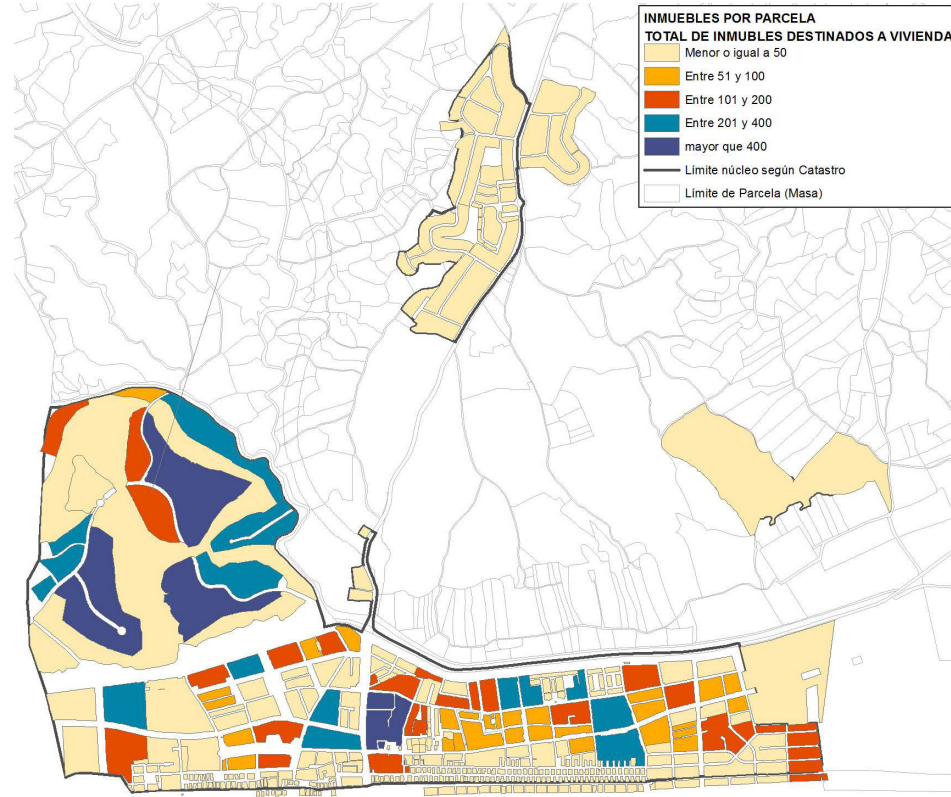 INMUEBLES POR PARCELA
TOTAL DE INMUBLES DESTINADOS A VIVIENDA
Menor o igual a 50
Entre 51 y 100
Entre 101 y 200
Entre 201 y 400
mayor que 400
Límite núcleo según Catastro
Límite de Parcela (Masa)